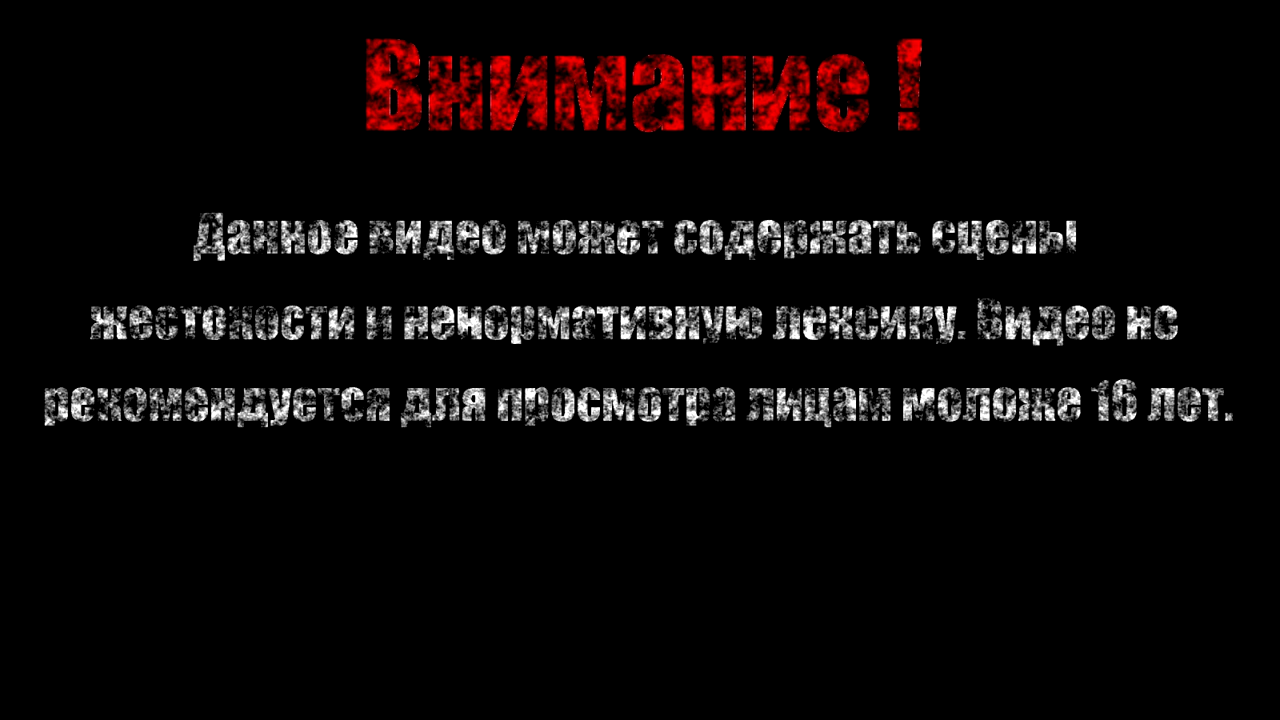 Внимание !
Данное видео может содержать сцены
жестокости и ненормативную лексику. Видео не
рекомендуется для просмотра лицам моложе 16 лет.